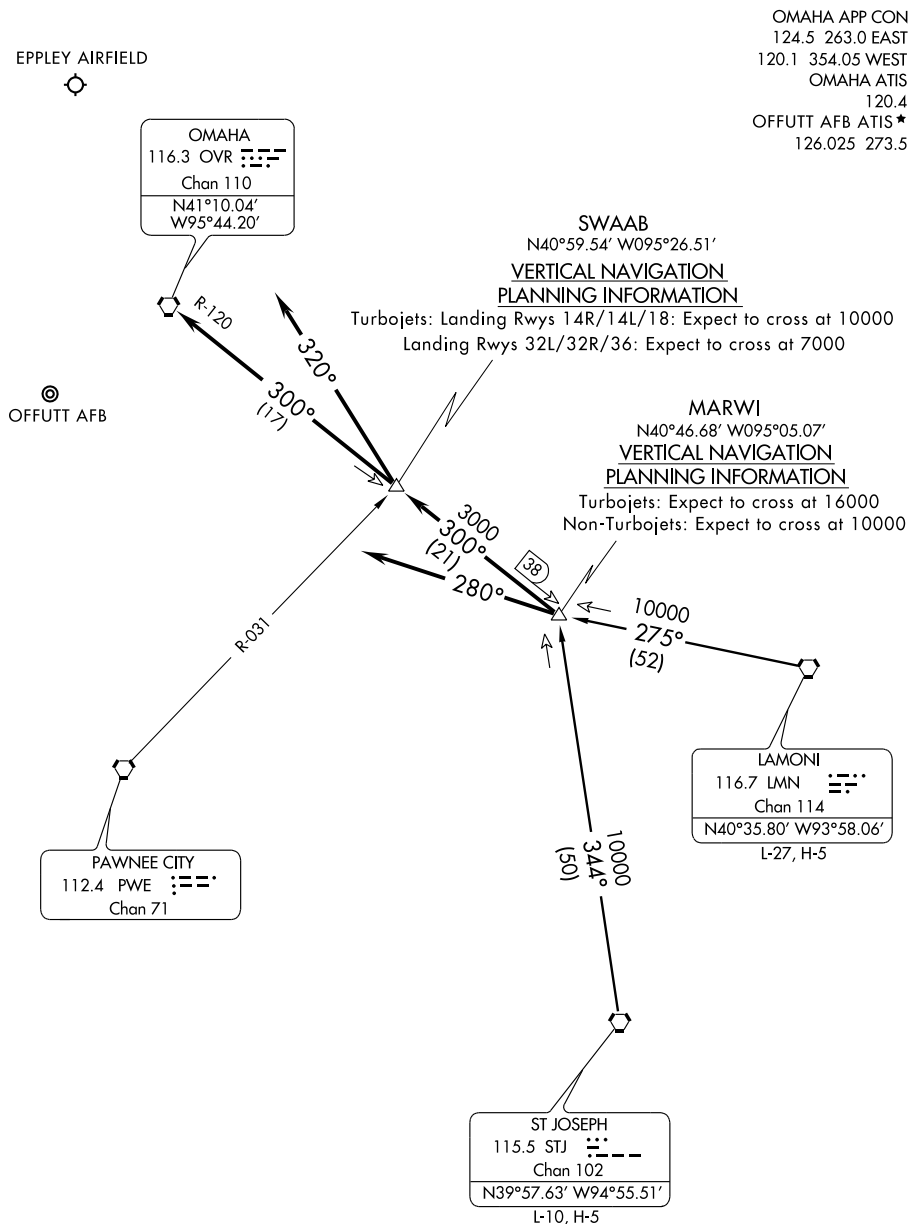 OMAHA APP CON
124.5 263.0 EAST
120.1 354.05 WEST
OMAHA ATIS
120.4
OFFUTT AFB ATIS★
126.025 273.5
EPPLEY AIRFIELD
OMAHA
116.3 OVR
Chan 110
N41°10.04′
W95°44.20′
SWAAB
N40°59.54′ W095°26.51′
VERTICAL NAVIGATION
PLANNING INFORMATION
Turbojets: Landing Rwys 14R/14L/18: Expect to cross at 10000
Landing Rwys 32L/32R/36: Expect to cross at 7000
R-120
320°
300°
(17)
OFFUTT AFB
MARWI
N40°46.68′ W095°05.07′
VERTICAL NAVIGATION
PLANNING INFORMATION
Turbojets: Expect to cross at 16000
Non-Turbojets: Expect to cross at 10000
3000
300°
(21)
280°
38
10000
275°
(52)
R-031
LAMONI
116.7 LMN
Chan 114
N40°35.80′ W93°58.06′
L-27, H-5
10000
344°
(50)
PAWNEE CITY
112.4 PWE
Chan 71
ST JOSEPH
115.5 STJ
Chan 102
N39°57.63′ W94°55.51′
L-10, H-5